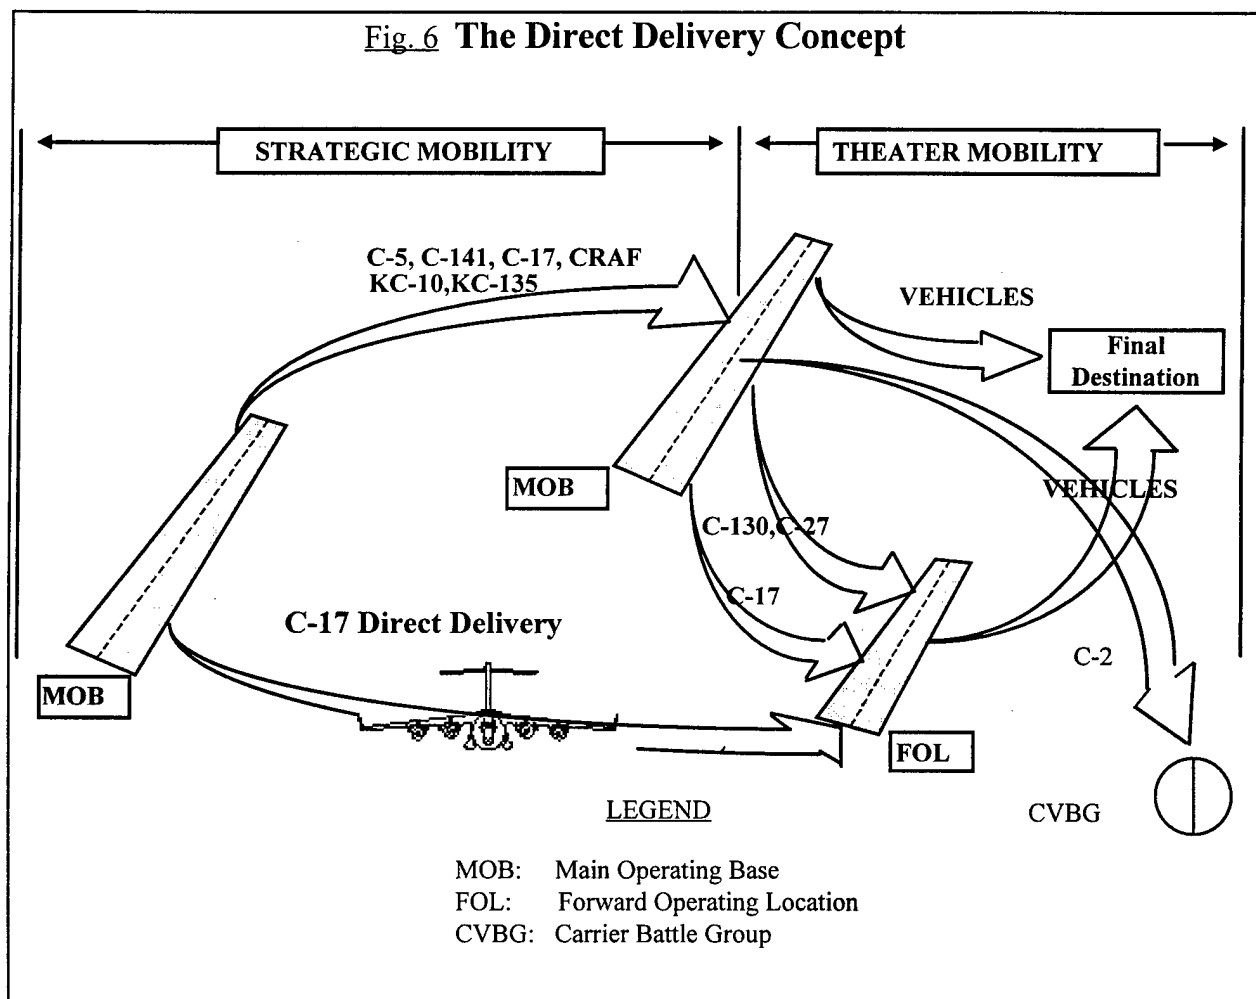 Fig. 6 The Direct Delivery Concept
STRATEGIC MOBILITY
THEATER MOBILITY
C-5, C-141, C-17, CRAF
KC-10,KC-135
VEHICLES
Final
Destination
MOB
VEHICLES
C-130,C-27
C-17
C-17 Direct Delivery
C-2
MOB
FOL
CVBG
LEGEND
MOB: Main Operating Base
FOL: Forward Operating Location
CVBG: Carrier Battle Group